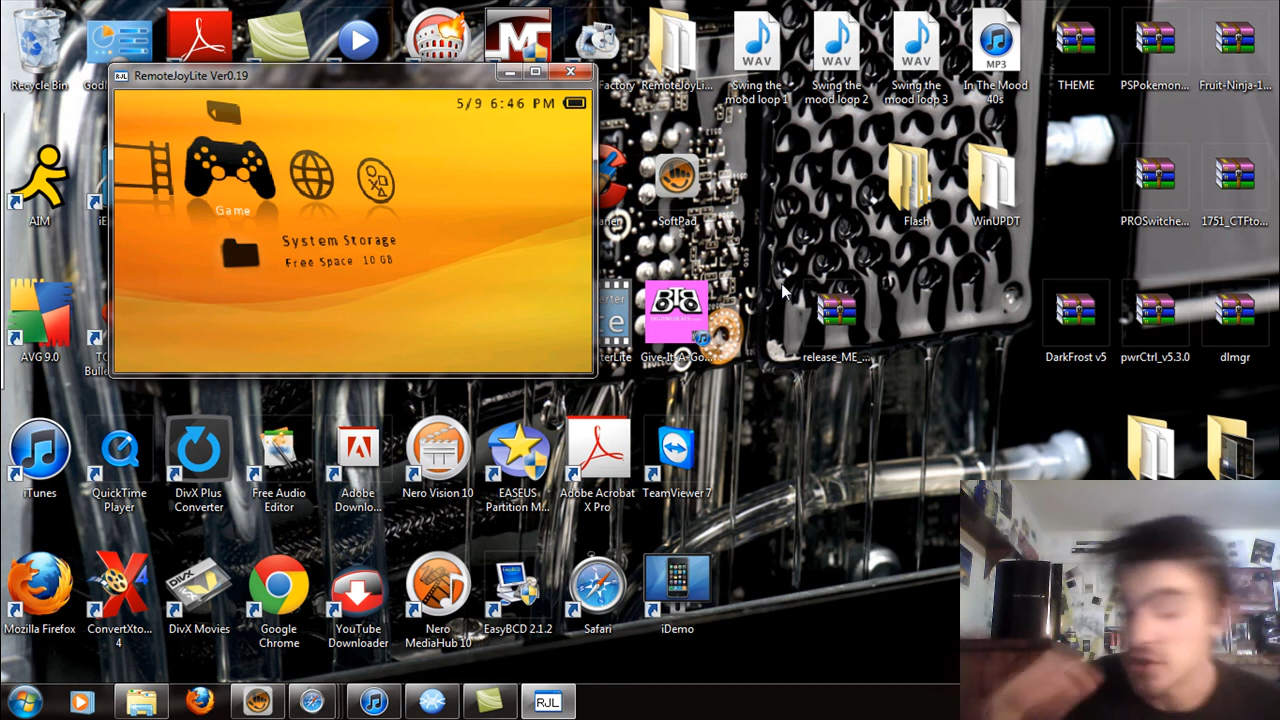 RJL RemoteJoyLite Ver0.19
5/9 6:46 PM
Game
System Storage
Free Space 10 GB
Recycle Bin
Factory
RemoteJoyLi...
WAV
Swing the
mood loop 1
WAV
Swing the
mood loop 2
WAV
Swing the
mood loop 3
MP3
In The Mood
40s
THEME
PSPokemon...
Fruit-Ninja-1...
AIM
SoftPad
Flash
WinUPDT
PROSwitche...
1751_CTFto...
AVG 9.0
BTB
Give-It-A-Go...
release_ME_...
DarkFrost v5
pwrCtrl_v5.3.0
dlmgr
iTunes
QuickTime
Player
DivX Plus
Converter
Free Audio
Editor
Adobe
Downlo...
Nero Vision 10
EASEUS
Partition M...
Adobe Acrobat
X Pro
TeamViewer 7
Mozilla Firefox
ConvertXto...
4
DivX Movies
Google
Chrome
YouTube
Downloader
Nero
MediaHub 10
EasyBCD 2.1.2
Safari
iDemo
RJL